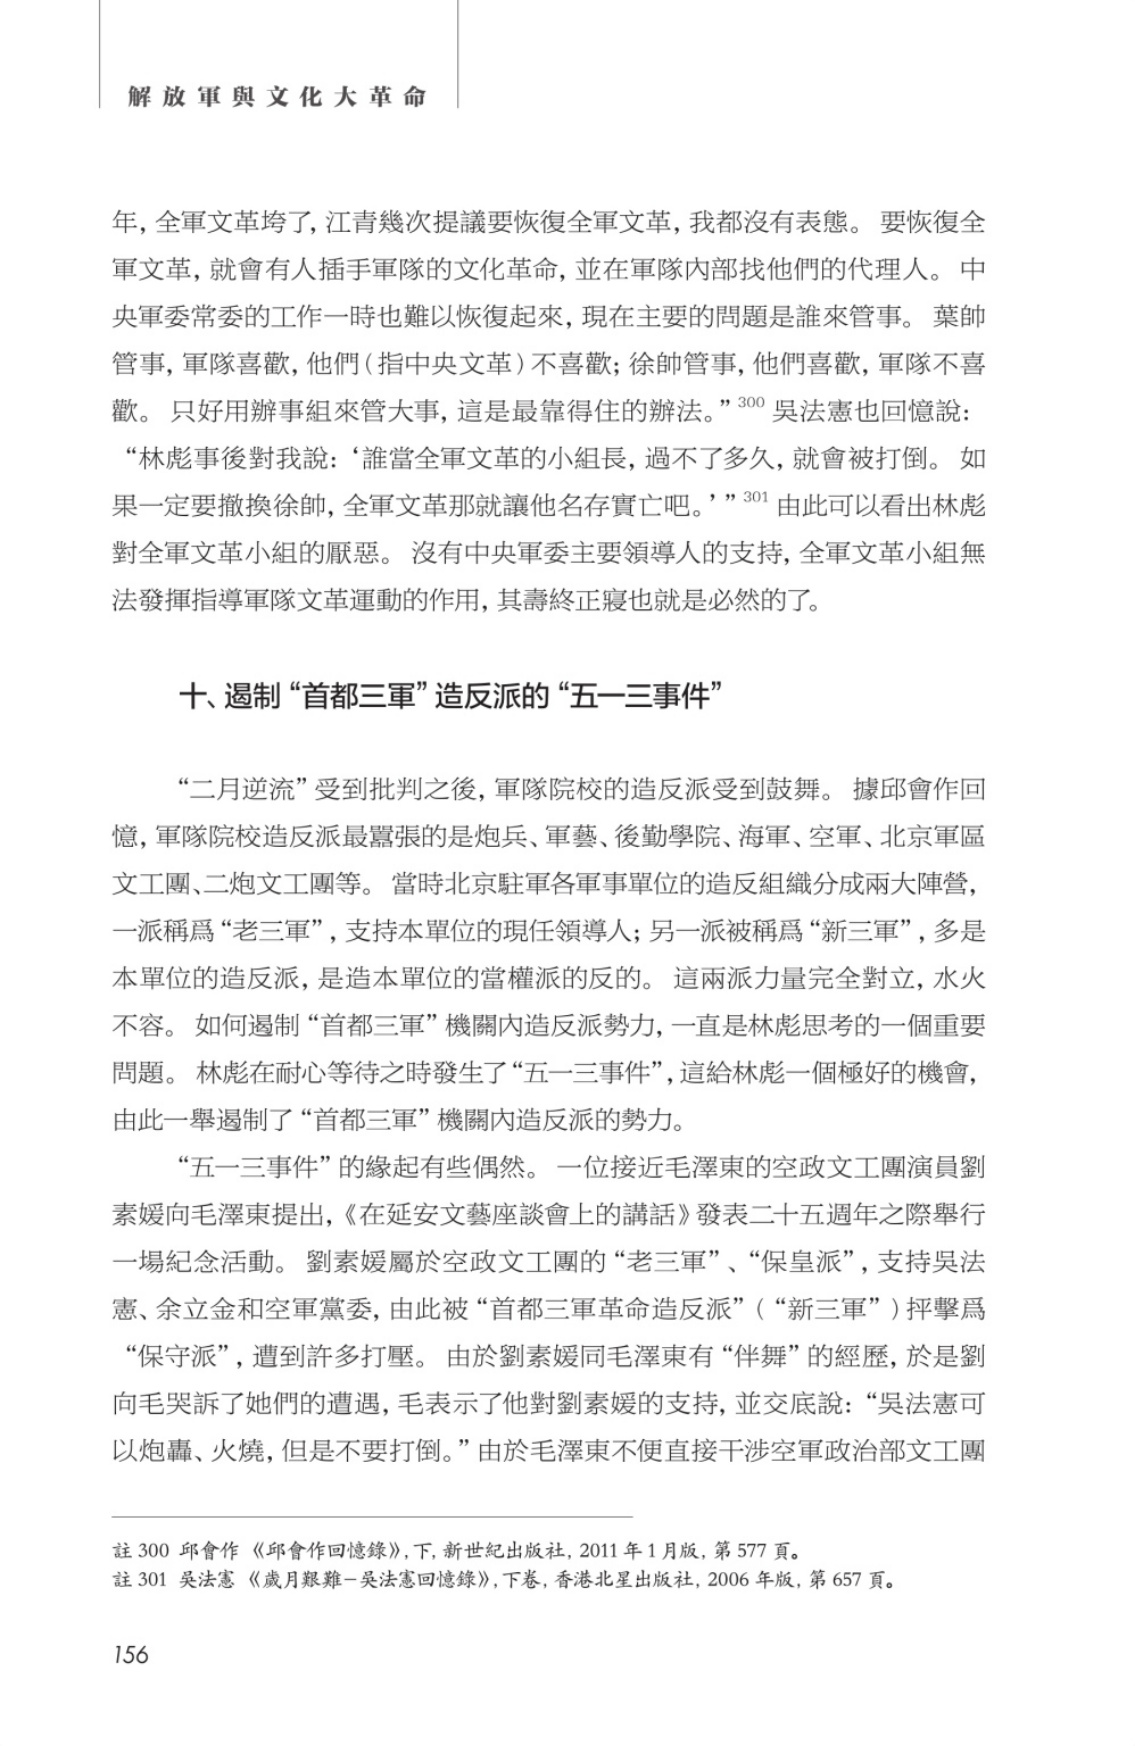 解放軍與文化大革命
年，全軍文革垮了，江青幾次提議要恢復全軍文革，我都沒有表態。要恢復全
軍文革，就會有人插手軍隊的文化革命，並在軍隊內部找他們的代理人。中
央軍委常委的工作一時也難以恢復起來，現在主要的問題是誰來管事。葉帥
管事，軍隊喜歡，他們（指中央文革）不喜歡；徐帥管事，他們喜歡，軍隊不喜
歡。只好用辦事組來管大事，這是最靠得住的辦法。”300 吳法憲也回憶說：
“林彪事後對我說：‘誰當全軍文革的小組長，過不了多久，就會被打倒。如
果一定要撤換徐帥，全軍文革那就讓他名存實亡吧。’”301 由此可以看出林彪
對全軍文革小組的厭惡。沒有中央軍委主要領導人的支持，全軍文革小組無
法發揮指導軍隊文革運動的作用，其壽終正寢也就是必然的了。
十、遏制“首都三軍”造反派的“五一三事件”
“二月逆流”受到批判之後，軍隊院校的造反派受到鼓舞。據邱會作回
憶，軍隊院校造反派最囂張的是炮兵、軍藝、後勤學院、海軍、空軍、北京軍區
文工團、二炮文工團等。當時北京駐軍各軍事單位的造反組織分成兩大陣營，
一派稱爲“老三軍”，支持本單位的現任領導人；另一派被稱爲“新三軍”，多是
本單位的造反派，是造本單位的當權派的反的。這兩派力量完全對立，水火
不容。如何遏制“首都三軍”機關內造反派勢力，一直是林彪思考的一個重要
問題。林彪在耐心等待之時發生了“五一三事件”，這給林彪一個極好的機會，
由此一舉遏制了“首都三軍”機關內造反派的勢力。
“五一三事件”的緣起有些偶然。一位接近毛澤東的空政文工團演員劉
素媛向毛澤東提出，《在延安文藝座談會上的講話》發表二十五週年之際舉行
一場紀念活動。劉素媛屬於空政文工團的“老三軍”、“保皇派”，支持吳法
憲、余立金和空軍黨委，由此被“首都三軍革命造反派”（“新三軍”）抨擊爲
“保守派”，遭到許多打壓。由於劉素媛同毛澤東有“伴舞”的經歷，於是劉
向毛哭訴了她們的遭遇，毛表示了他對劉素媛的支持，並交底說：“吳法憲可
以炮轟、火燒，但是不要打倒。”由於毛澤東不便直接干涉空軍政治部文工團
註 300 邱會作《邱會作回憶錄》，下，新世紀出版社，2011 年 1 月版，第 577 頁。
註 301 吳法憲《歲月艱難－吳法憲回憶錄》，下卷，香港北星出版社，2006 年版，第 657 頁。
156